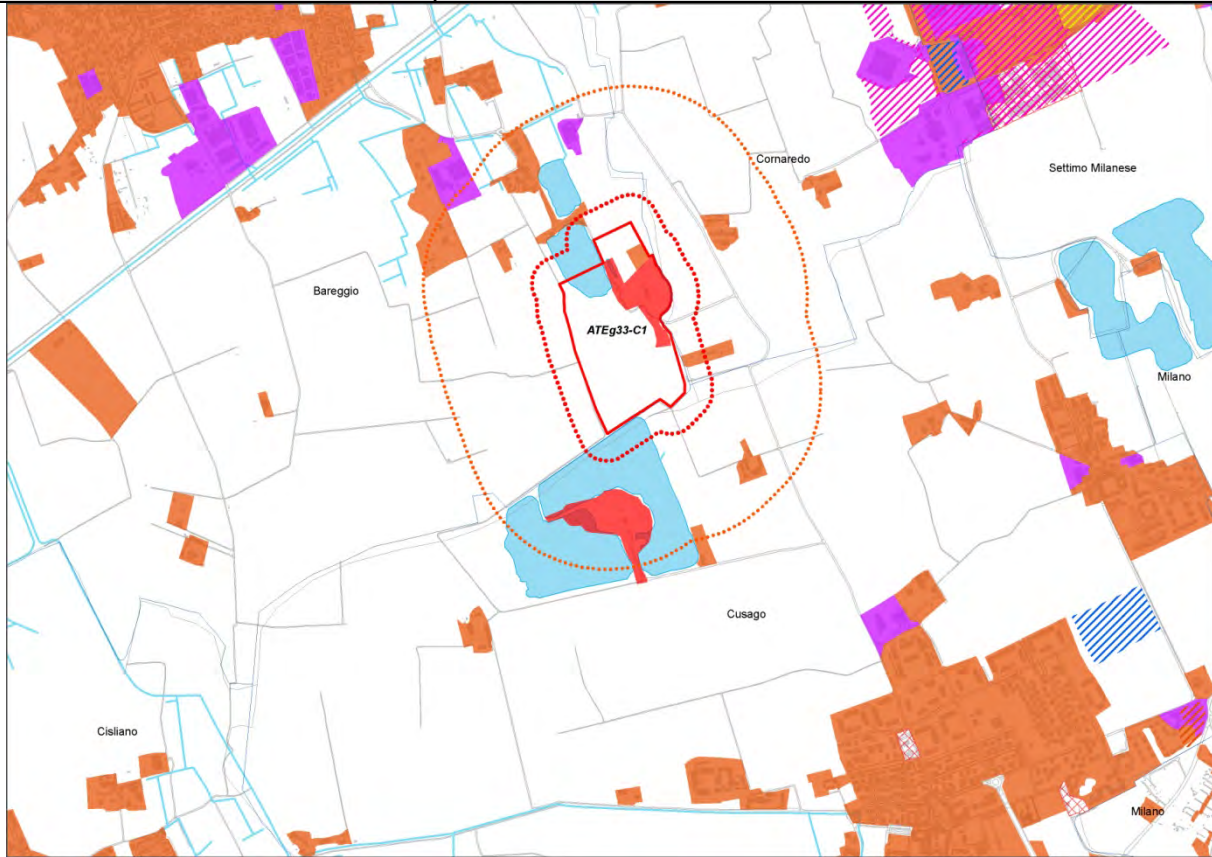 Cornaredo
Settimo Milanese
Bareggio
ATEg33-C1
Milano
Cusago
Cisliano
Milano